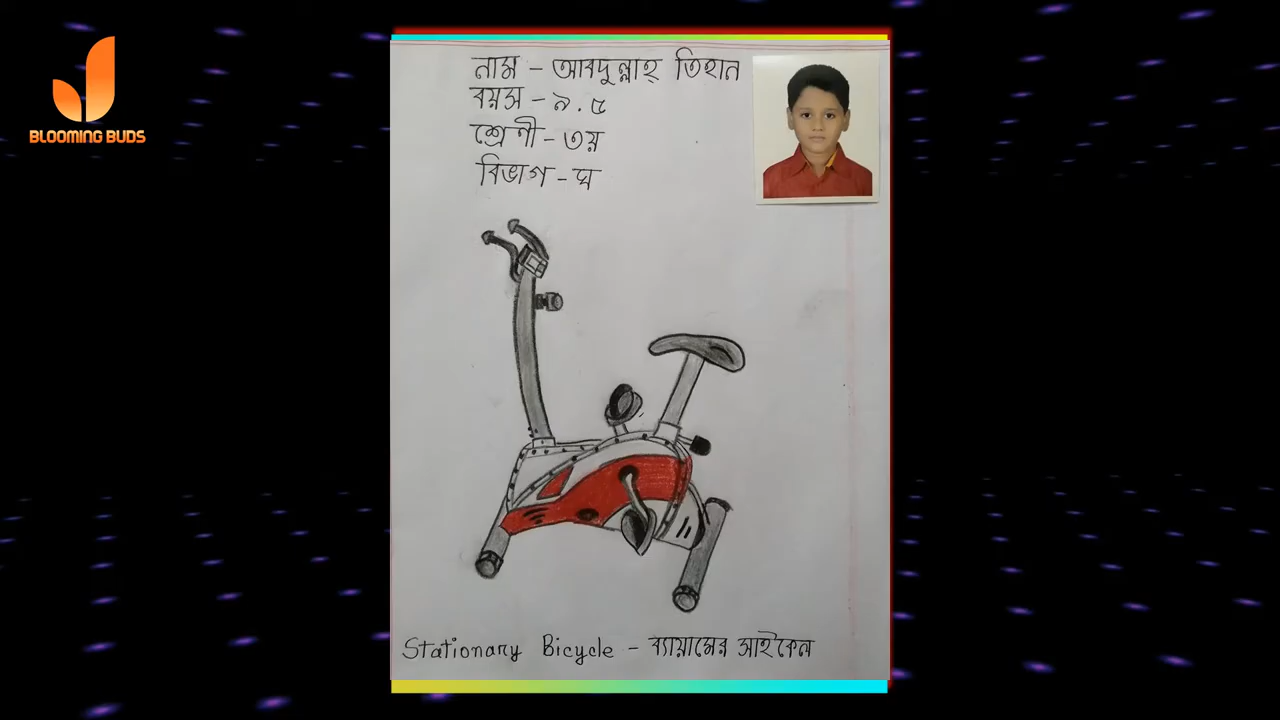 BLOOMING BUDS
নাম - আবদুল্লাহ্ তিহান
বয়স - ৯.৫
শ্রেণী - ৩য়
বিভাগ - ঘ
Stationary Bicycle - ব্যায়ামের সাইকেল